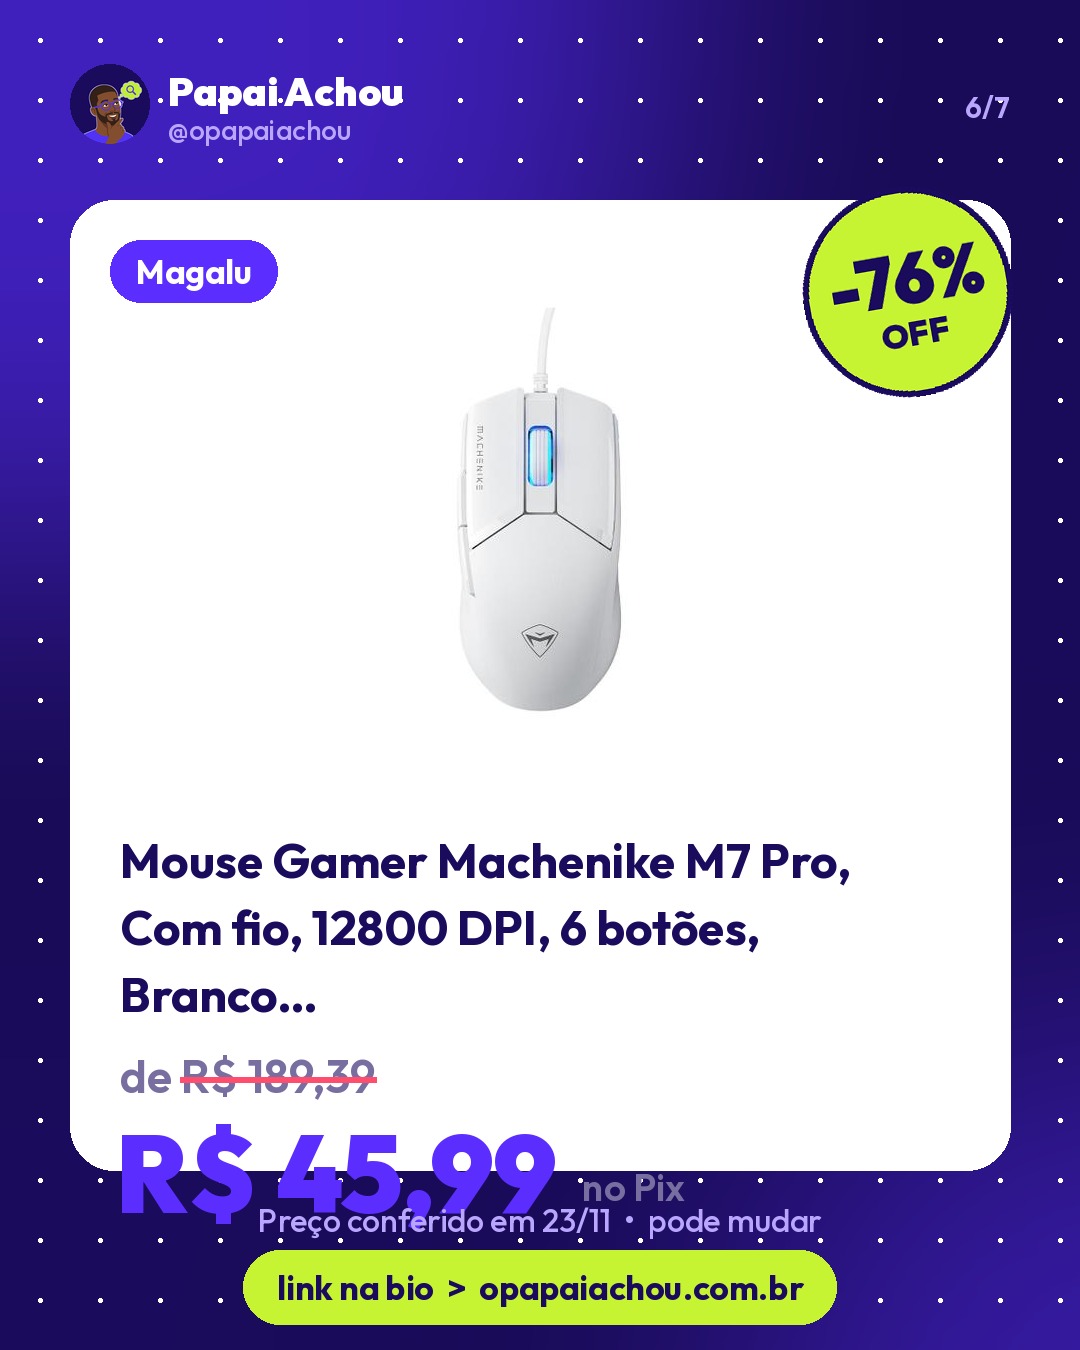 PapaiAchou
@opapaiachou
6/7
Magalu
-76%
OFF
MACHENIKE
Mouse Gamer Machenike M7 Pro,
Com fio, 12800 DPI, 6 botões,
Branco...
de R$ 189,39
R$ 45,99 no Pix
Preço conferido em 23/11 • pode mudar
link na bio > opapaiachou.com.br